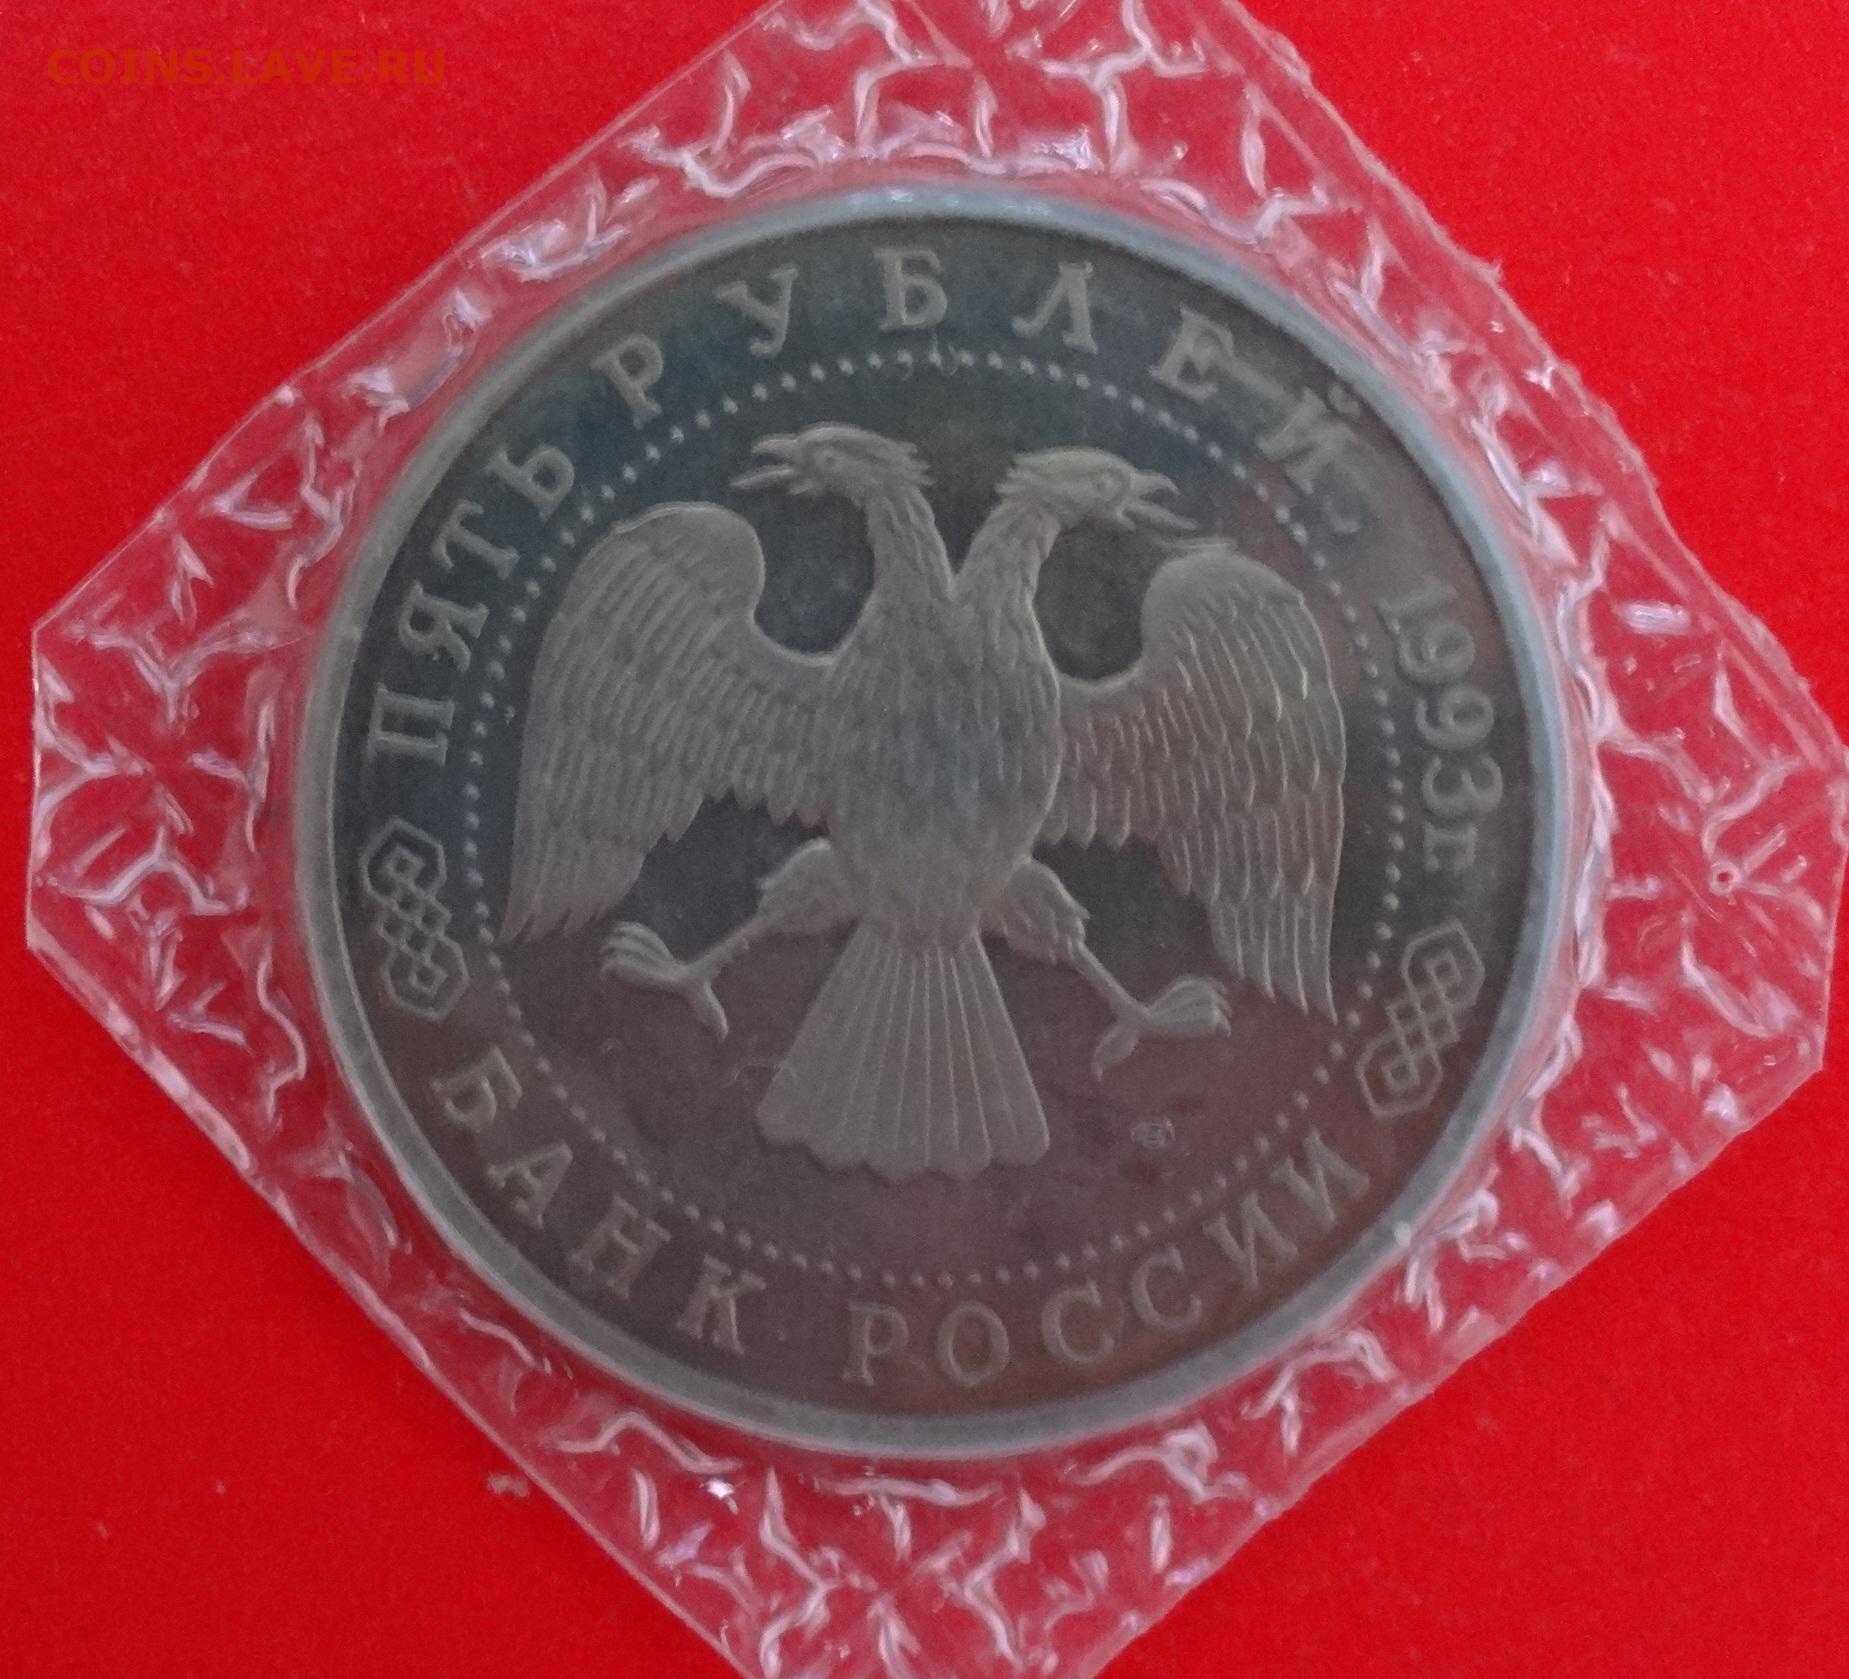 COINS.LAVE.RU
ПЯТЬ РУБЛЕЙ 1993г.
БАНК РОССИИ